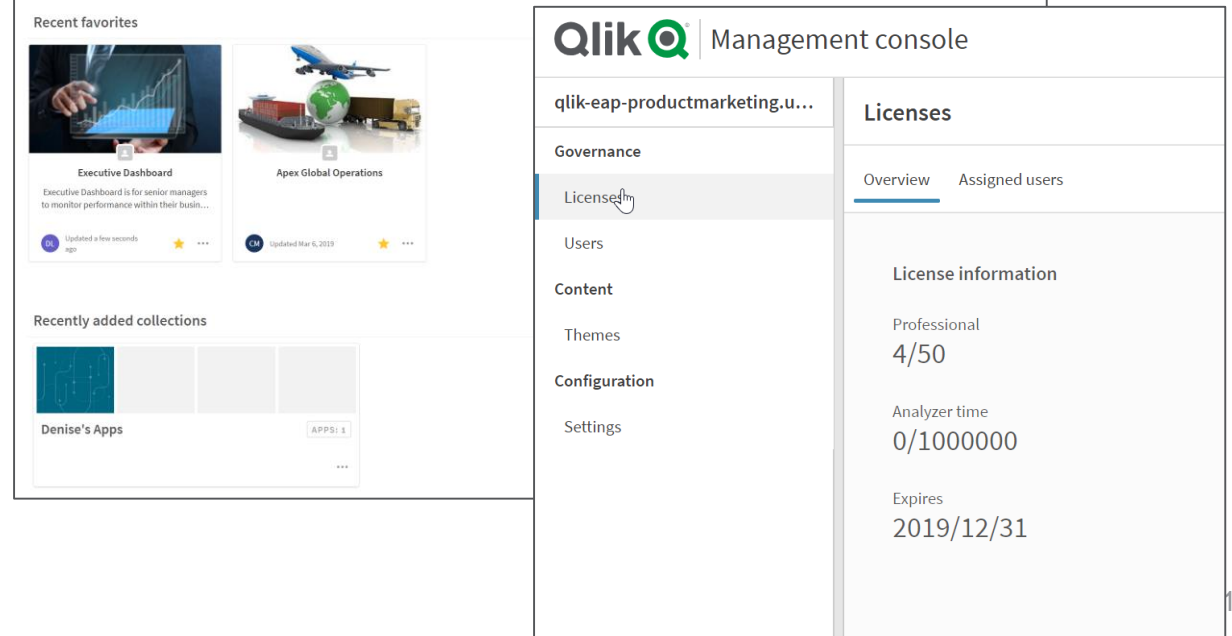 Recent favorites
Executive Dashboard
Executive Dashboard is for senior managers
to monitor performance within their busin...
DL
Updated a few seconds
ago
Apex Global Operations
CM
Updated Mar 6, 2019
Recently added collections
Denise's Apps
APPS: 1
Qlik
Management console
qlik-eap-productmarketing.u...
Governance
Licenses
Users
Content
Themes
Configuration
Settings
Licenses
Overview Assigned users
License information
Professional
4/50
Analyzer time
0/1000000
Expires
2019/12/31
1